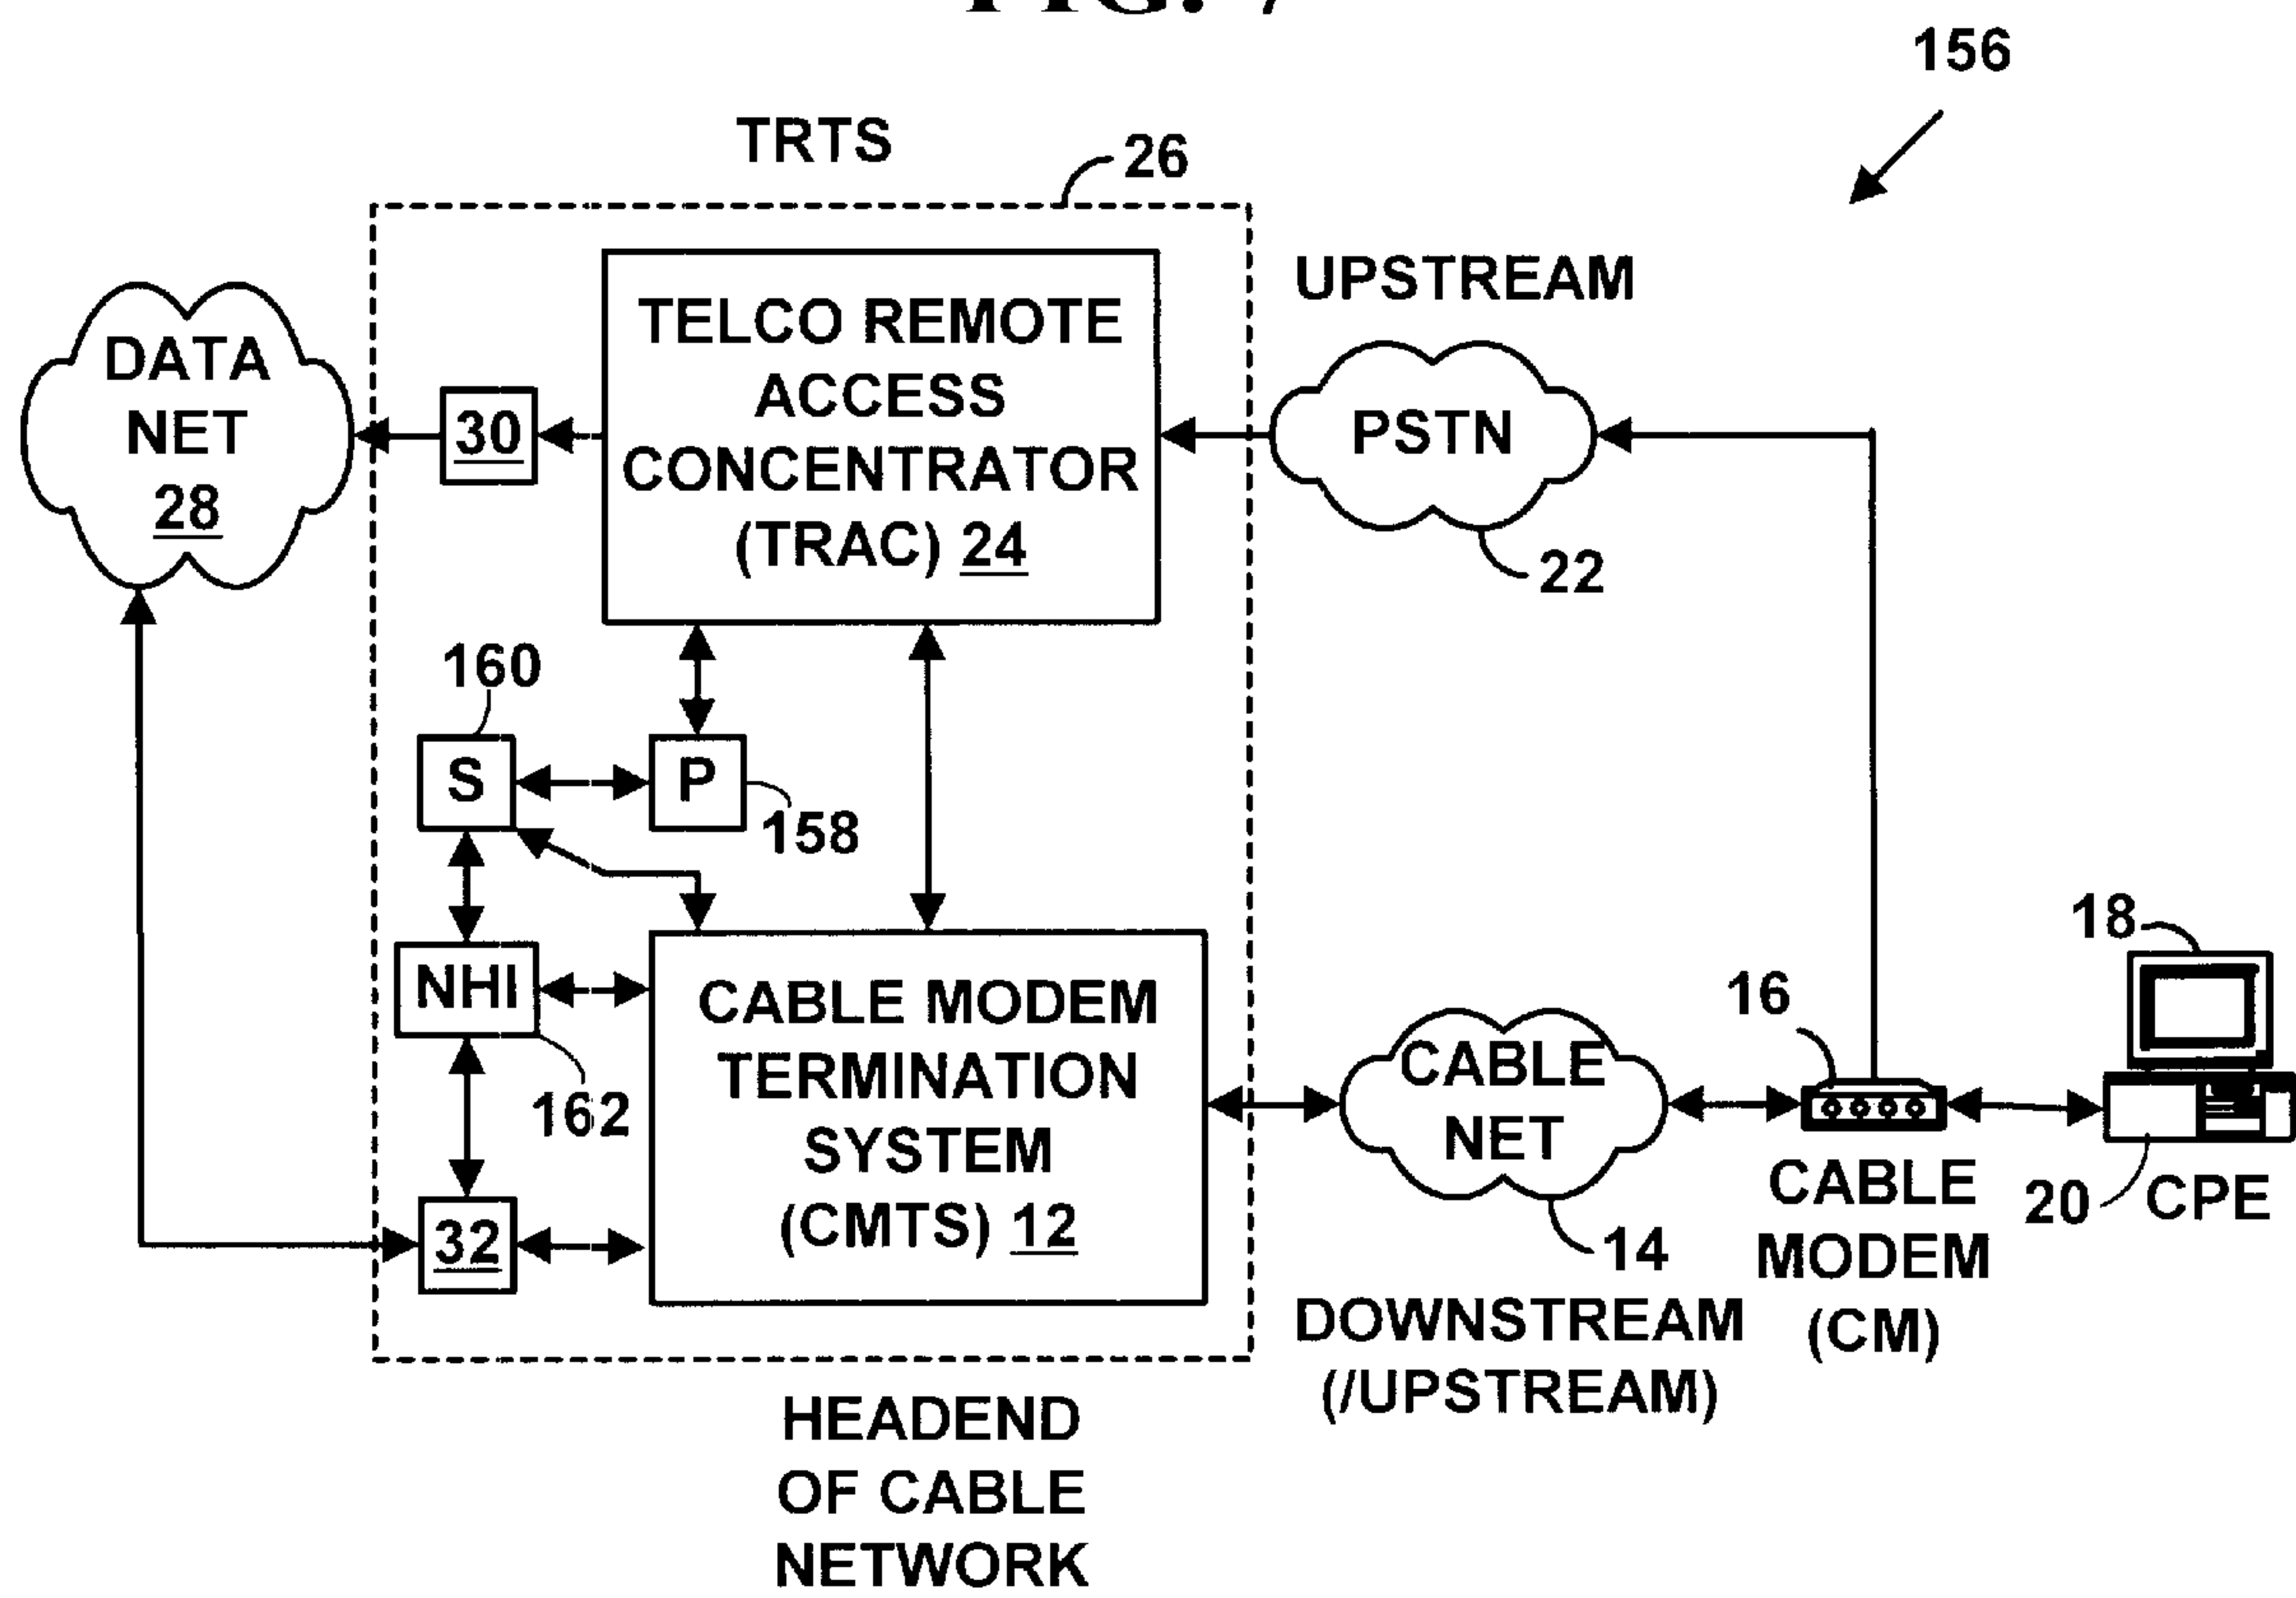 FIG. 7
156
TRTS
26
UPSTREAM
TELCO REMOTE
ACCESS
CONCENTRATOR
(TRAC) 24
DATA
NET
28
30
PSTN
22
160
S
P
158
NHI
162
32
CABLE MODEM
TERMINATION
SYSTEM
(CMTS) 12
CABLE
NET
14
16
18
20
CPE
CABLE
MODEM
(CM)
DOWNSTREAM
(/UPSTREAM)
HEADEND
OF CABLE
NETWORK